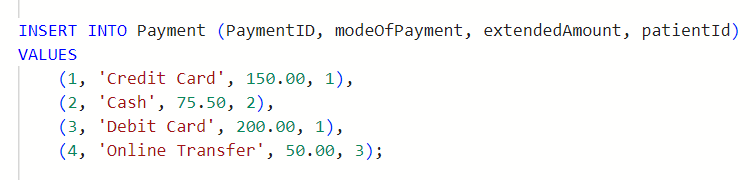 INSERT INTO Payment (PaymentID, modeOfPayment, extendedAmount, patientId)
VALUES
    (1, 'Credit Card', 150.00, 1),
    (2, 'Cash', 75.50, 2),
    (3, 'Debit Card', 200.00, 1),
    (4, 'Online Transfer', 50.00, 3);